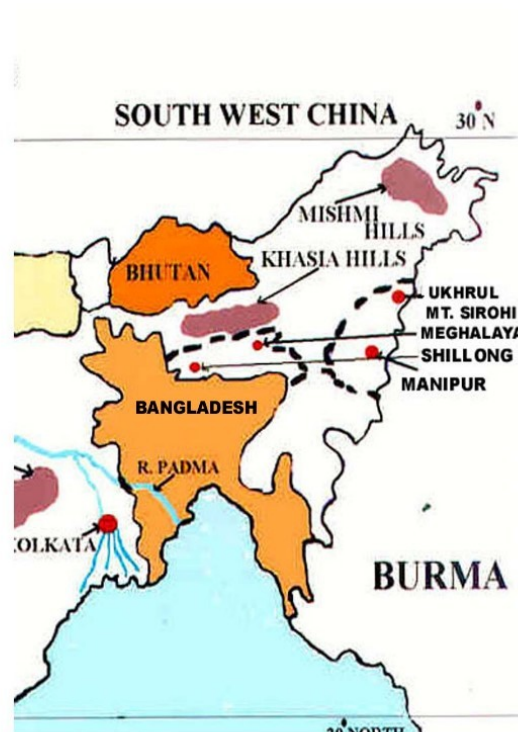 SOUTH WEST CHINA
30°N
MISHMI
HILLS
KHASIA HILLS
BHUTAN
UKHRUL
MT. SIROHI
MEGHALAYA
SHILLONG
MANIPUR
BANGLADESH
R. PADMA
KOLKATA
BURMA